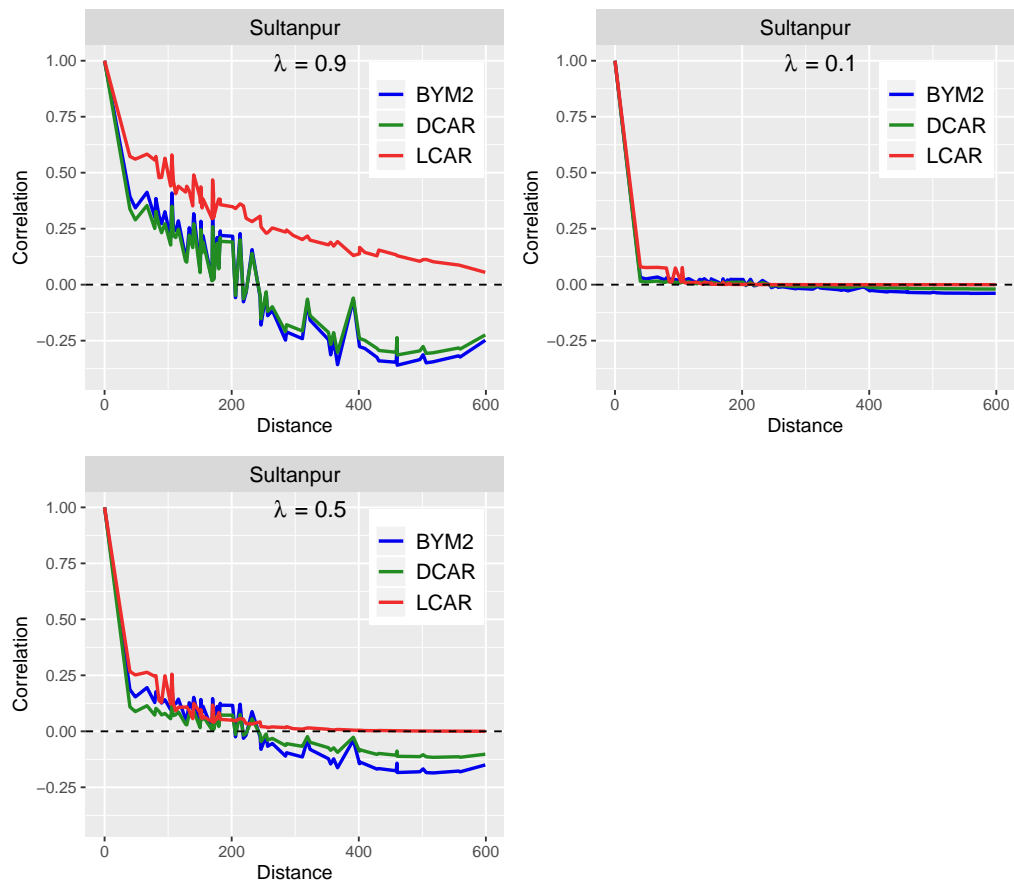 Sultanpur
λ = 0.9
BYM2
DCAR
LCAR
1.00
0.75
0.50
0.25
0.00
−0.25
Correlation
0
200
400
600
Distance
Sultanpur
λ = 0.1
BYM2
DCAR
LCAR
1.00
0.75
0.50
0.25
0.00
−0.25
Correlation
0
200
400
600
Distance
Sultanpur
λ = 0.5
BYM2
DCAR
LCAR
1.00
0.75
0.50
0.25
0.00
−0.25
Correlation
0
200
400
600
Distance